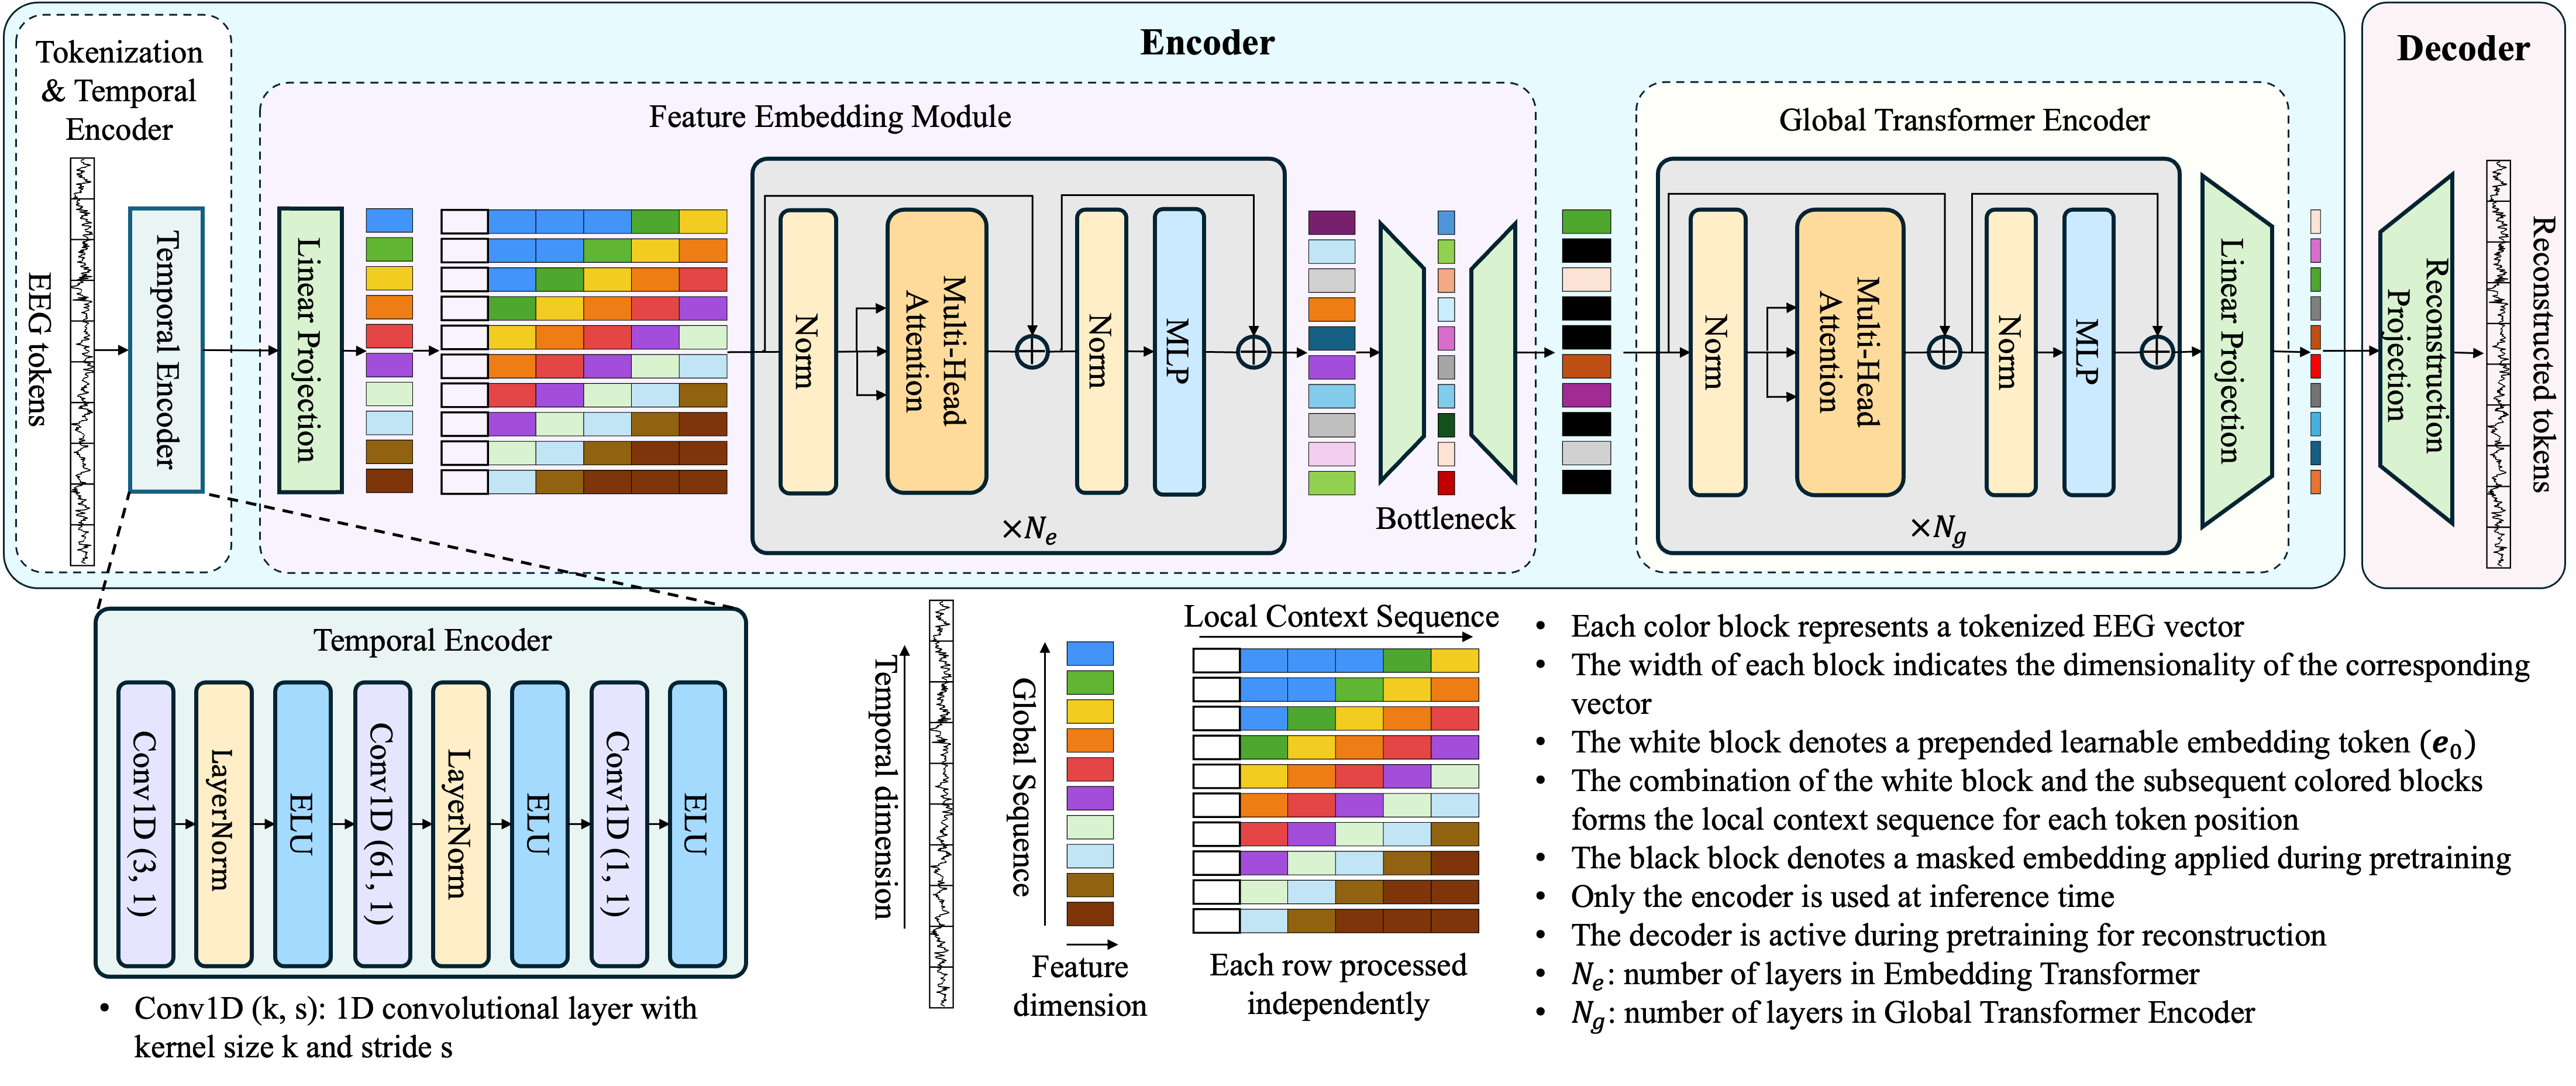 Encoder
Decoder
Tokenization
& Temporal
Encoder
EEG tokens
Temporal Encoder
Feature Embedding Module
Linear Projection
Norm
Multi-Head
Attention
Norm
MLP
×Nₑ
Bottleneck
Global Transformer Encoder
Norm
Multi-Head
Attention
Norm
MLP
×N_g
Linear Projection
Reconstruction
Projection
Reconstructed tokens
Temporal Encoder
Conv1D (3, 1)
LayerNorm
ELU
Conv1D (61, 1)
LayerNorm
ELU
Conv1D (1, 1)
ELU
• Conv1D (k, s): 1D convolutional layer with
kernel size k and stride s
Temporal dimension
Global Sequence
Feature
dimension
Local Context Sequence
Each row processed
independently
• Each color block represents a tokenized EEG vector
• The width of each block indicates the dimensionality of the corresponding
vector
• The white block denotes a prepended learnable embedding token (e₀)
• The combination of the white block and the subsequent colored blocks
forms the local context sequence for each token position
• The black block denotes a masked embedding applied during pretraining
• Only the encoder is used at inference time
• The decoder is active during pretraining for reconstruction
• Nₑ: number of layers in Embedding Transformer
• N_g: number of layers in Global Transformer Encoder